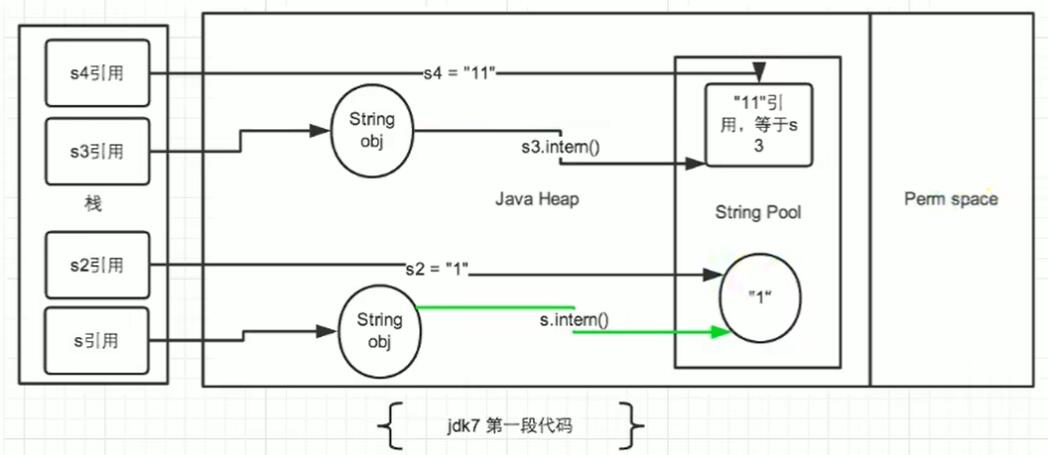 s4引用
s4 = "11"
"11"引
用，等于s
3
String
obj
s3引用
s3.intern()
栈
Java Heap
String Pool
Perm space
s2引用
s2 = "1"
"1"
String
obj
s.intern()
s引用
jdk7 第一段代码